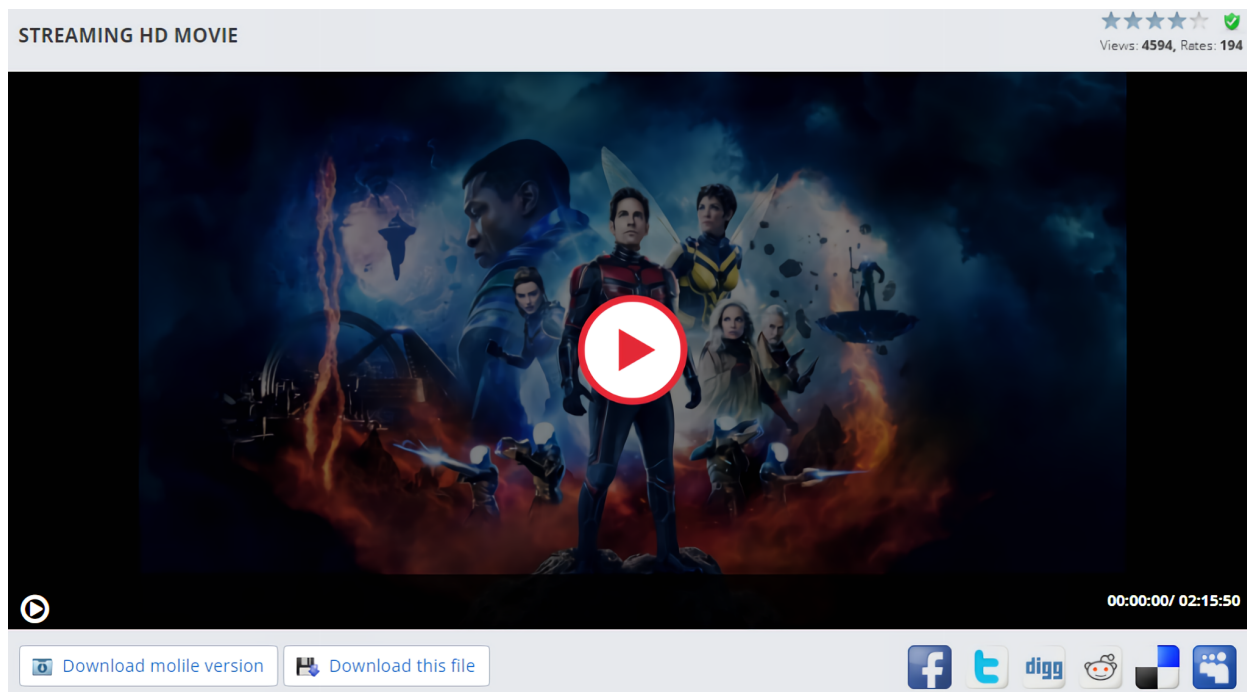 STREAMING HD MOVIE
Views: 4594, Rates: 194
00:00:00/ 02:15:50
Download molile version
Download this file
digg